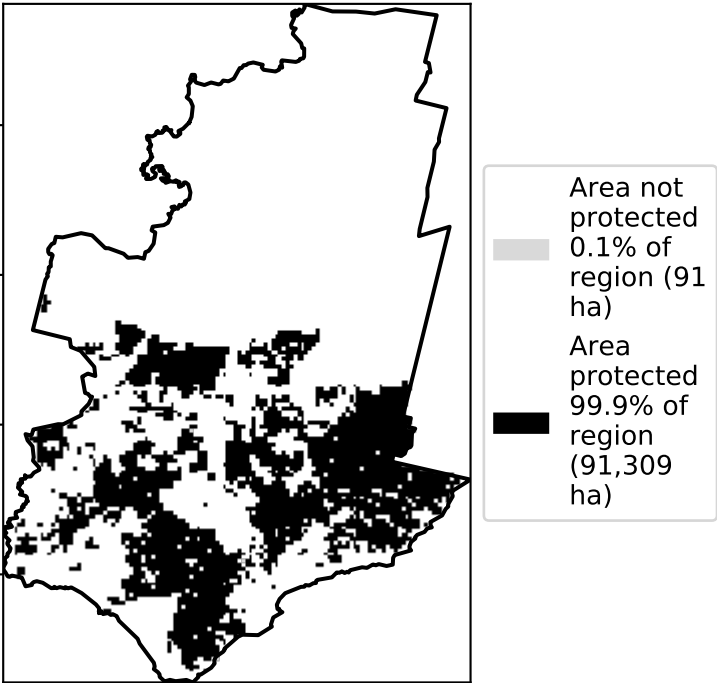 Area not
protected
0.1% of
region (91
ha)
Area
protected
99.9% of
region
(91,309
ha)